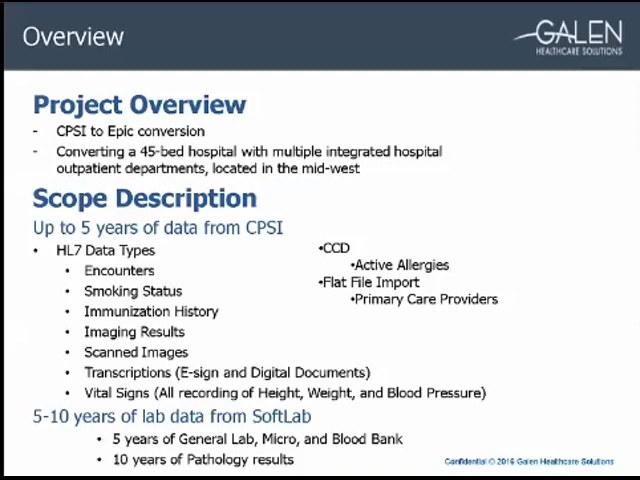 Overview
GALEN
HEALTHCARE SOLUTIONS
Project Overview
- CPSI to Epic conversion
- Converting a 45-bed hospital with multiple integrated hospital
outpatient departments, located in the mid-west
Scope Description
Up to 5 years of data from CPSI
• HL7 Data Types
• Encounters
• Smoking Status
• Immunization History
• Imaging Results
• Scanned Images
• Transcriptions (E-sign and Digital Documents)
• Vital Signs (All recording of Height, Weight, and Blood Pressure)
•CCD
•Active Allergies
•Flat File Import
•Primary Care Providers
5-10 years of lab data from SoftLab
• 5 years of General Lab, Micro, and Blood Bank
• 10 years of Pathology results
Confidential © 2016 Galen Healthcare Solutions